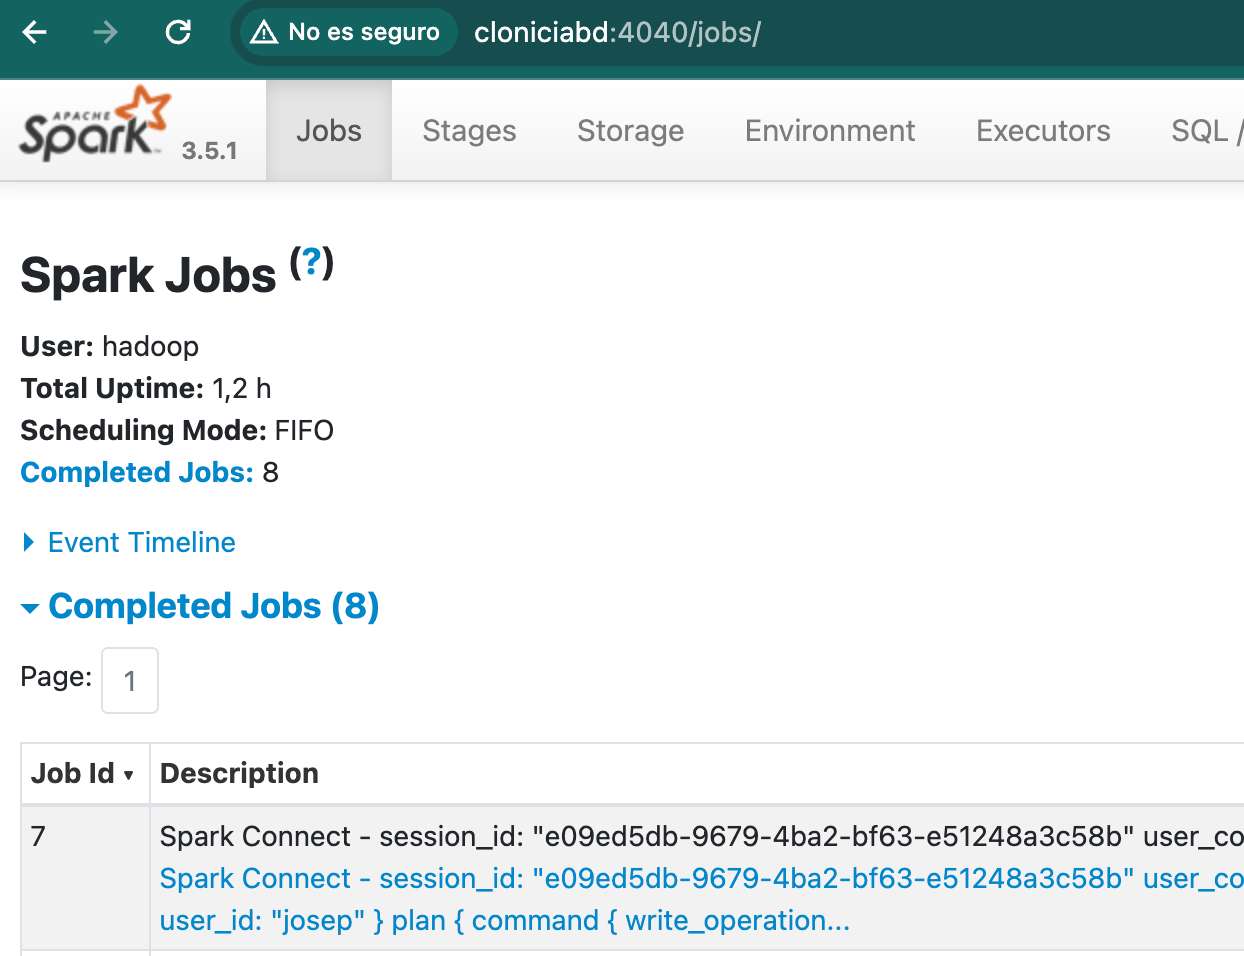 No es seguro cloniciabd:4040/jobs/
APACHE Spark 3.5.1 Jobs Stages Storage Environment Executors SQL /
Spark Jobs (?)
User: hadoop
Total Uptime: 1,2 h
Scheduling Mode: FIFO
Completed Jobs: 8
Event Timeline
Completed Jobs (8)
Page: 1
Job Id ▾ Description
7 Spark Connect - session_id: "e09ed5db-9679-4ba2-bf63-e51248a3c58b" user_co
Spark Connect - session_id: "e09ed5db-9679-4ba2-bf63-e51248a3c58b" user_co
user_id: "josep" } plan { command { write_operation...